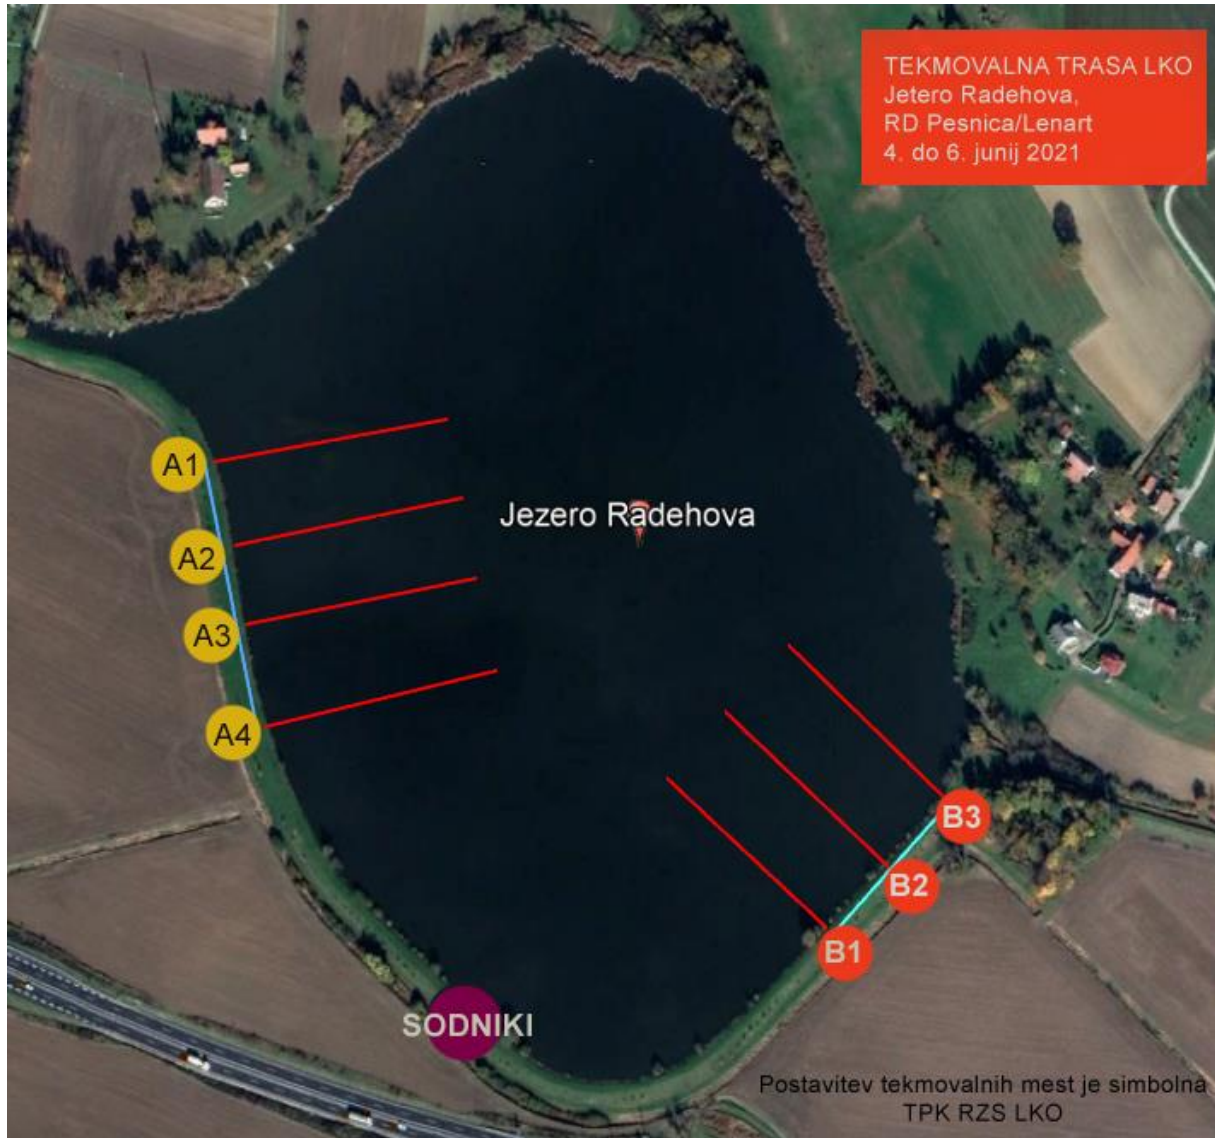 TEKMOVALNA TRASA LKO
Jetero Radehova,
RD Pesnica/Lenart
4. do 6. junij 2021
A1
Jezero Radehova
A2
A3
A4
B3
B2
B1
SODNIKI
Postavitev tekmovalnih mest je simbolna
TPK RZS LKO